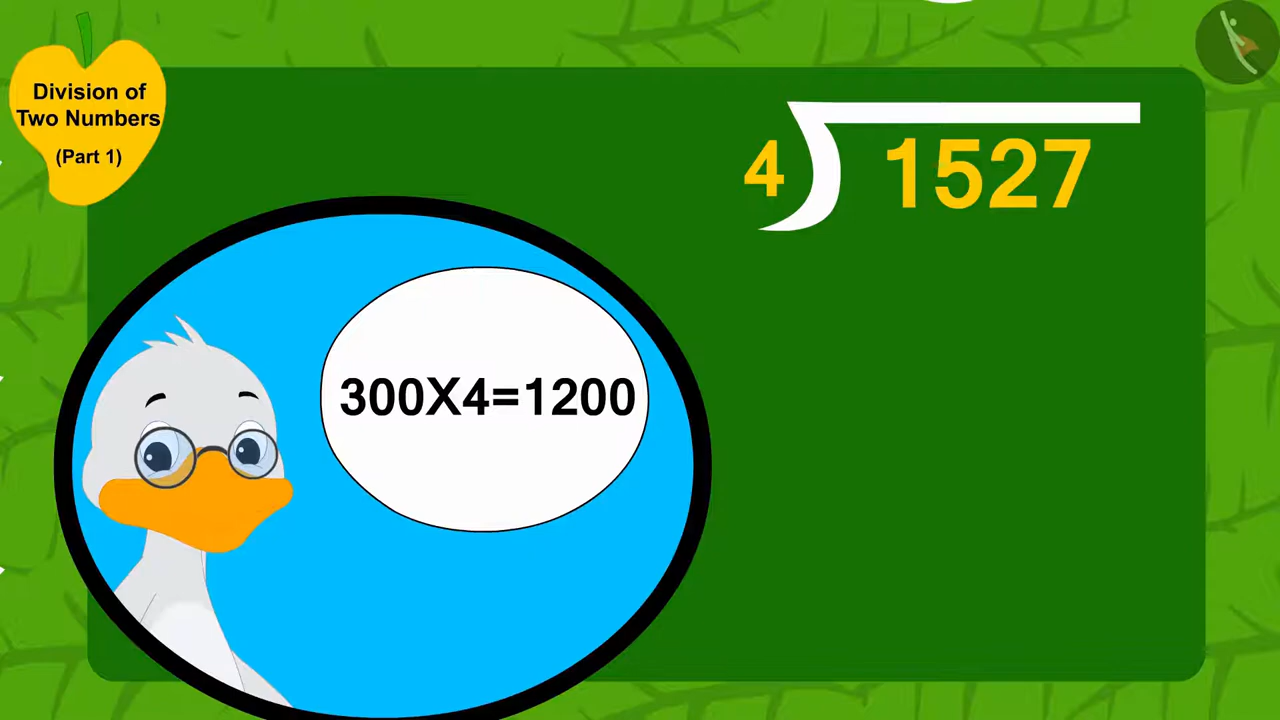 Division of
Two Numbers
(Part 1)
4 1527
300X4=1200